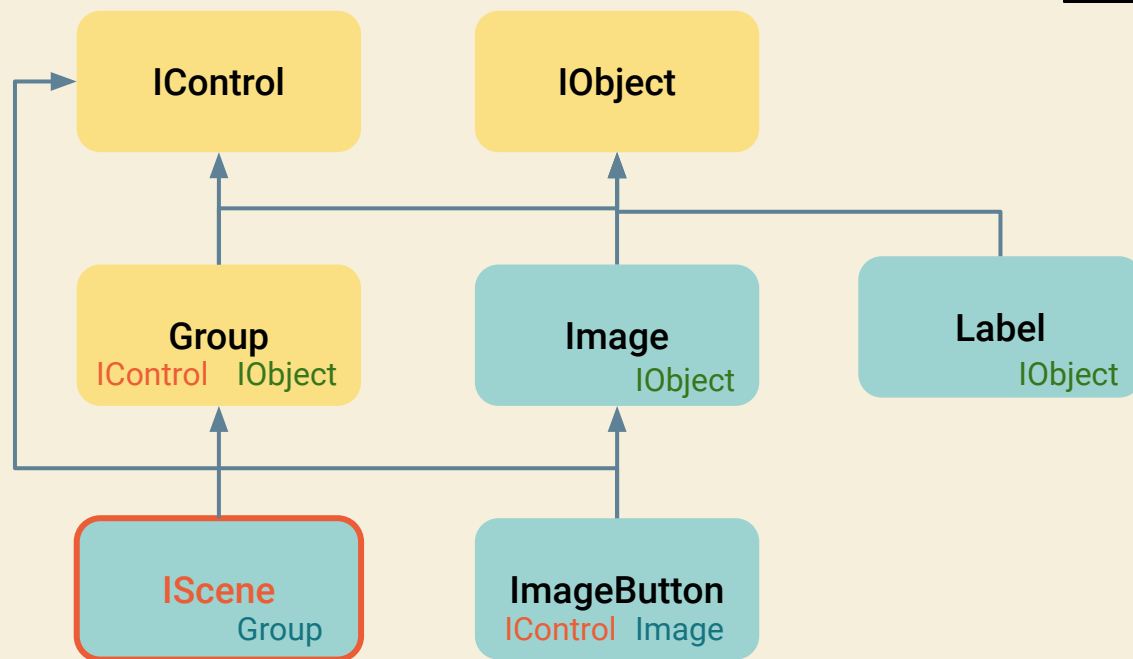 IControl
IObject
Group
IControl IObject
Image
IObject
Label
IObject
IScene
Group
ImageButton
IControl Image